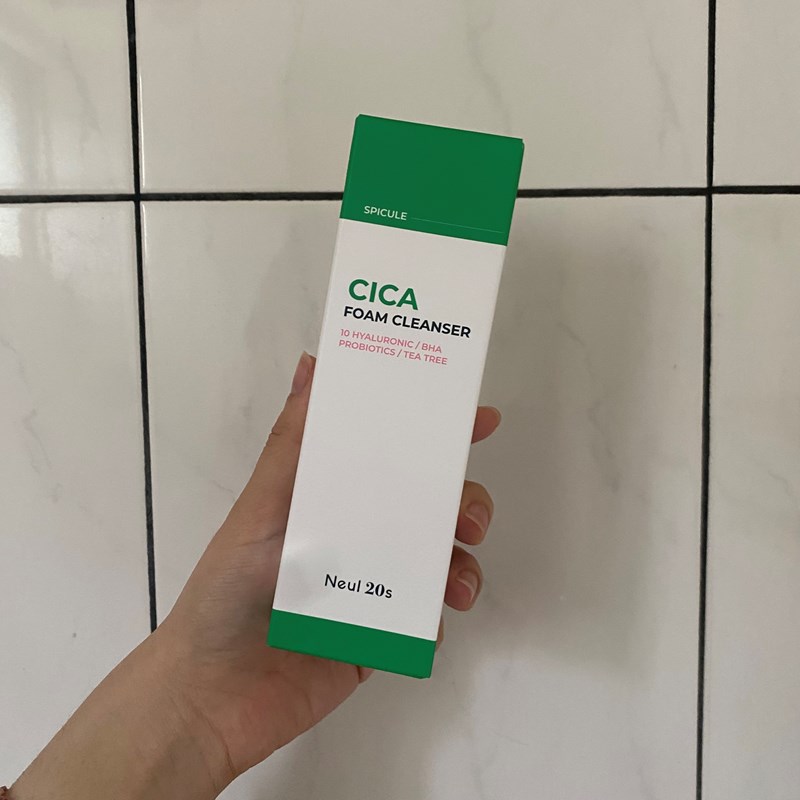 SPICULE
CICA
FOAM CLEANSER
10 HYALURONIC / BHA
PROBIOTICS / TEA TREE
Neul 20s